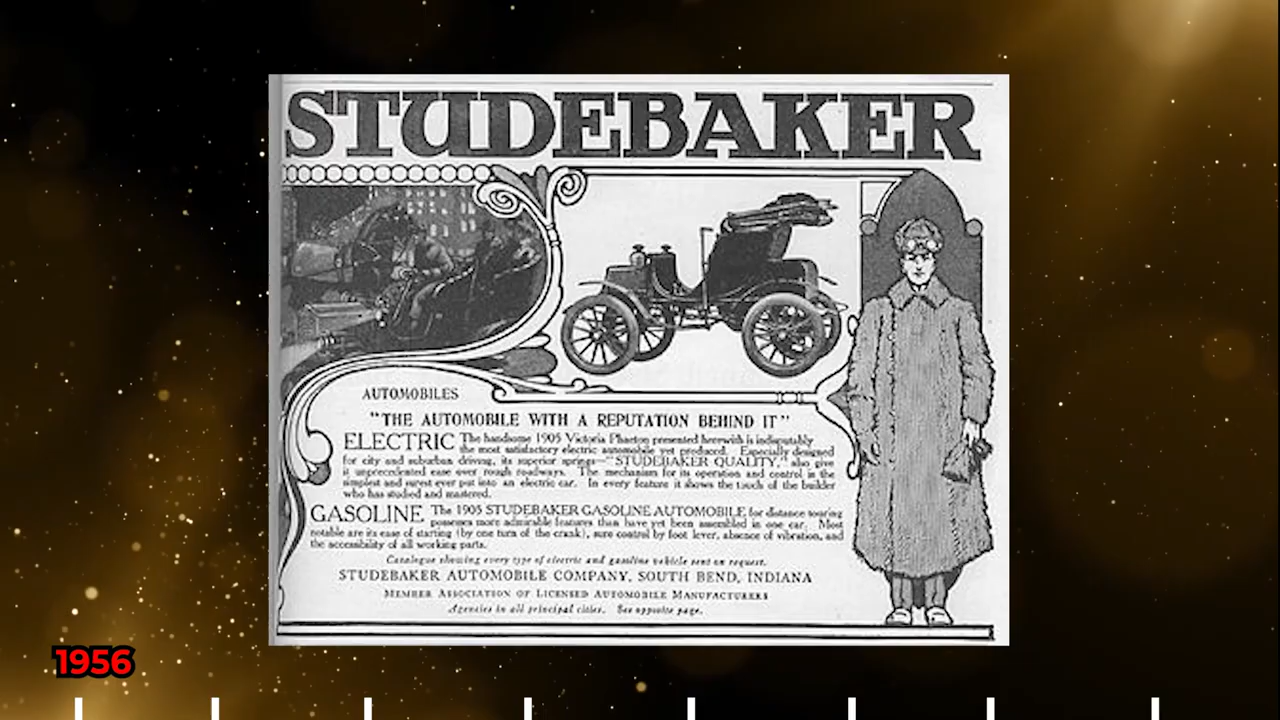 STUDEBAKER
AUTOMOBILES
"THE AUTOMOBILE WITH A REPUTATION BEHIND IT"
ELECTRIC The handsome 1905 Victoria Phaeton presented herewith is indisputably
the most satisfactory electric automobile yet produced. Especially designed
for city and suburban driving, its superior springs—"STUDEBAKER QUALITY," also give
it unprecedented ease over rough roadways. The mechanism for its operation and control is the
simplest and surest ever put into an electric car. In every feature it shows the touch of the builder
who has studied and mastered.
GASOLINE The 1905 STUDEBAKER GASOLINE AUTOMOBILE for distance touring
possesses more admirable features than have yet been assembled in one car. Most
notable are its ease of starting (by one turn of the crank), sure control by foot lever, absence of vibration, and
the accessibility of all working parts.
Catalogue showing every type of electric and gasoline vehicle sent on request.
STUDEBAKER AUTOMOBILE COMPANY, SOUTH BEND, INDIANA
MEMBER ASSOCIATION OF LICENSED AUTOMOBILE MANUFACTURERS
Agencies in all principal cities. See opposite page.
1956